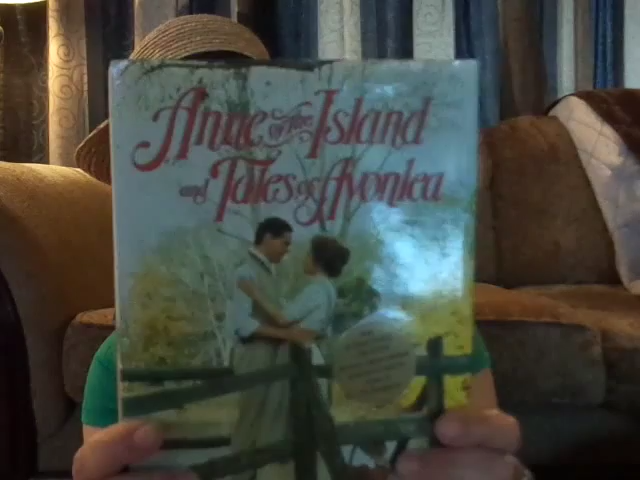 Anne of the Island
and Tales of Avonlea